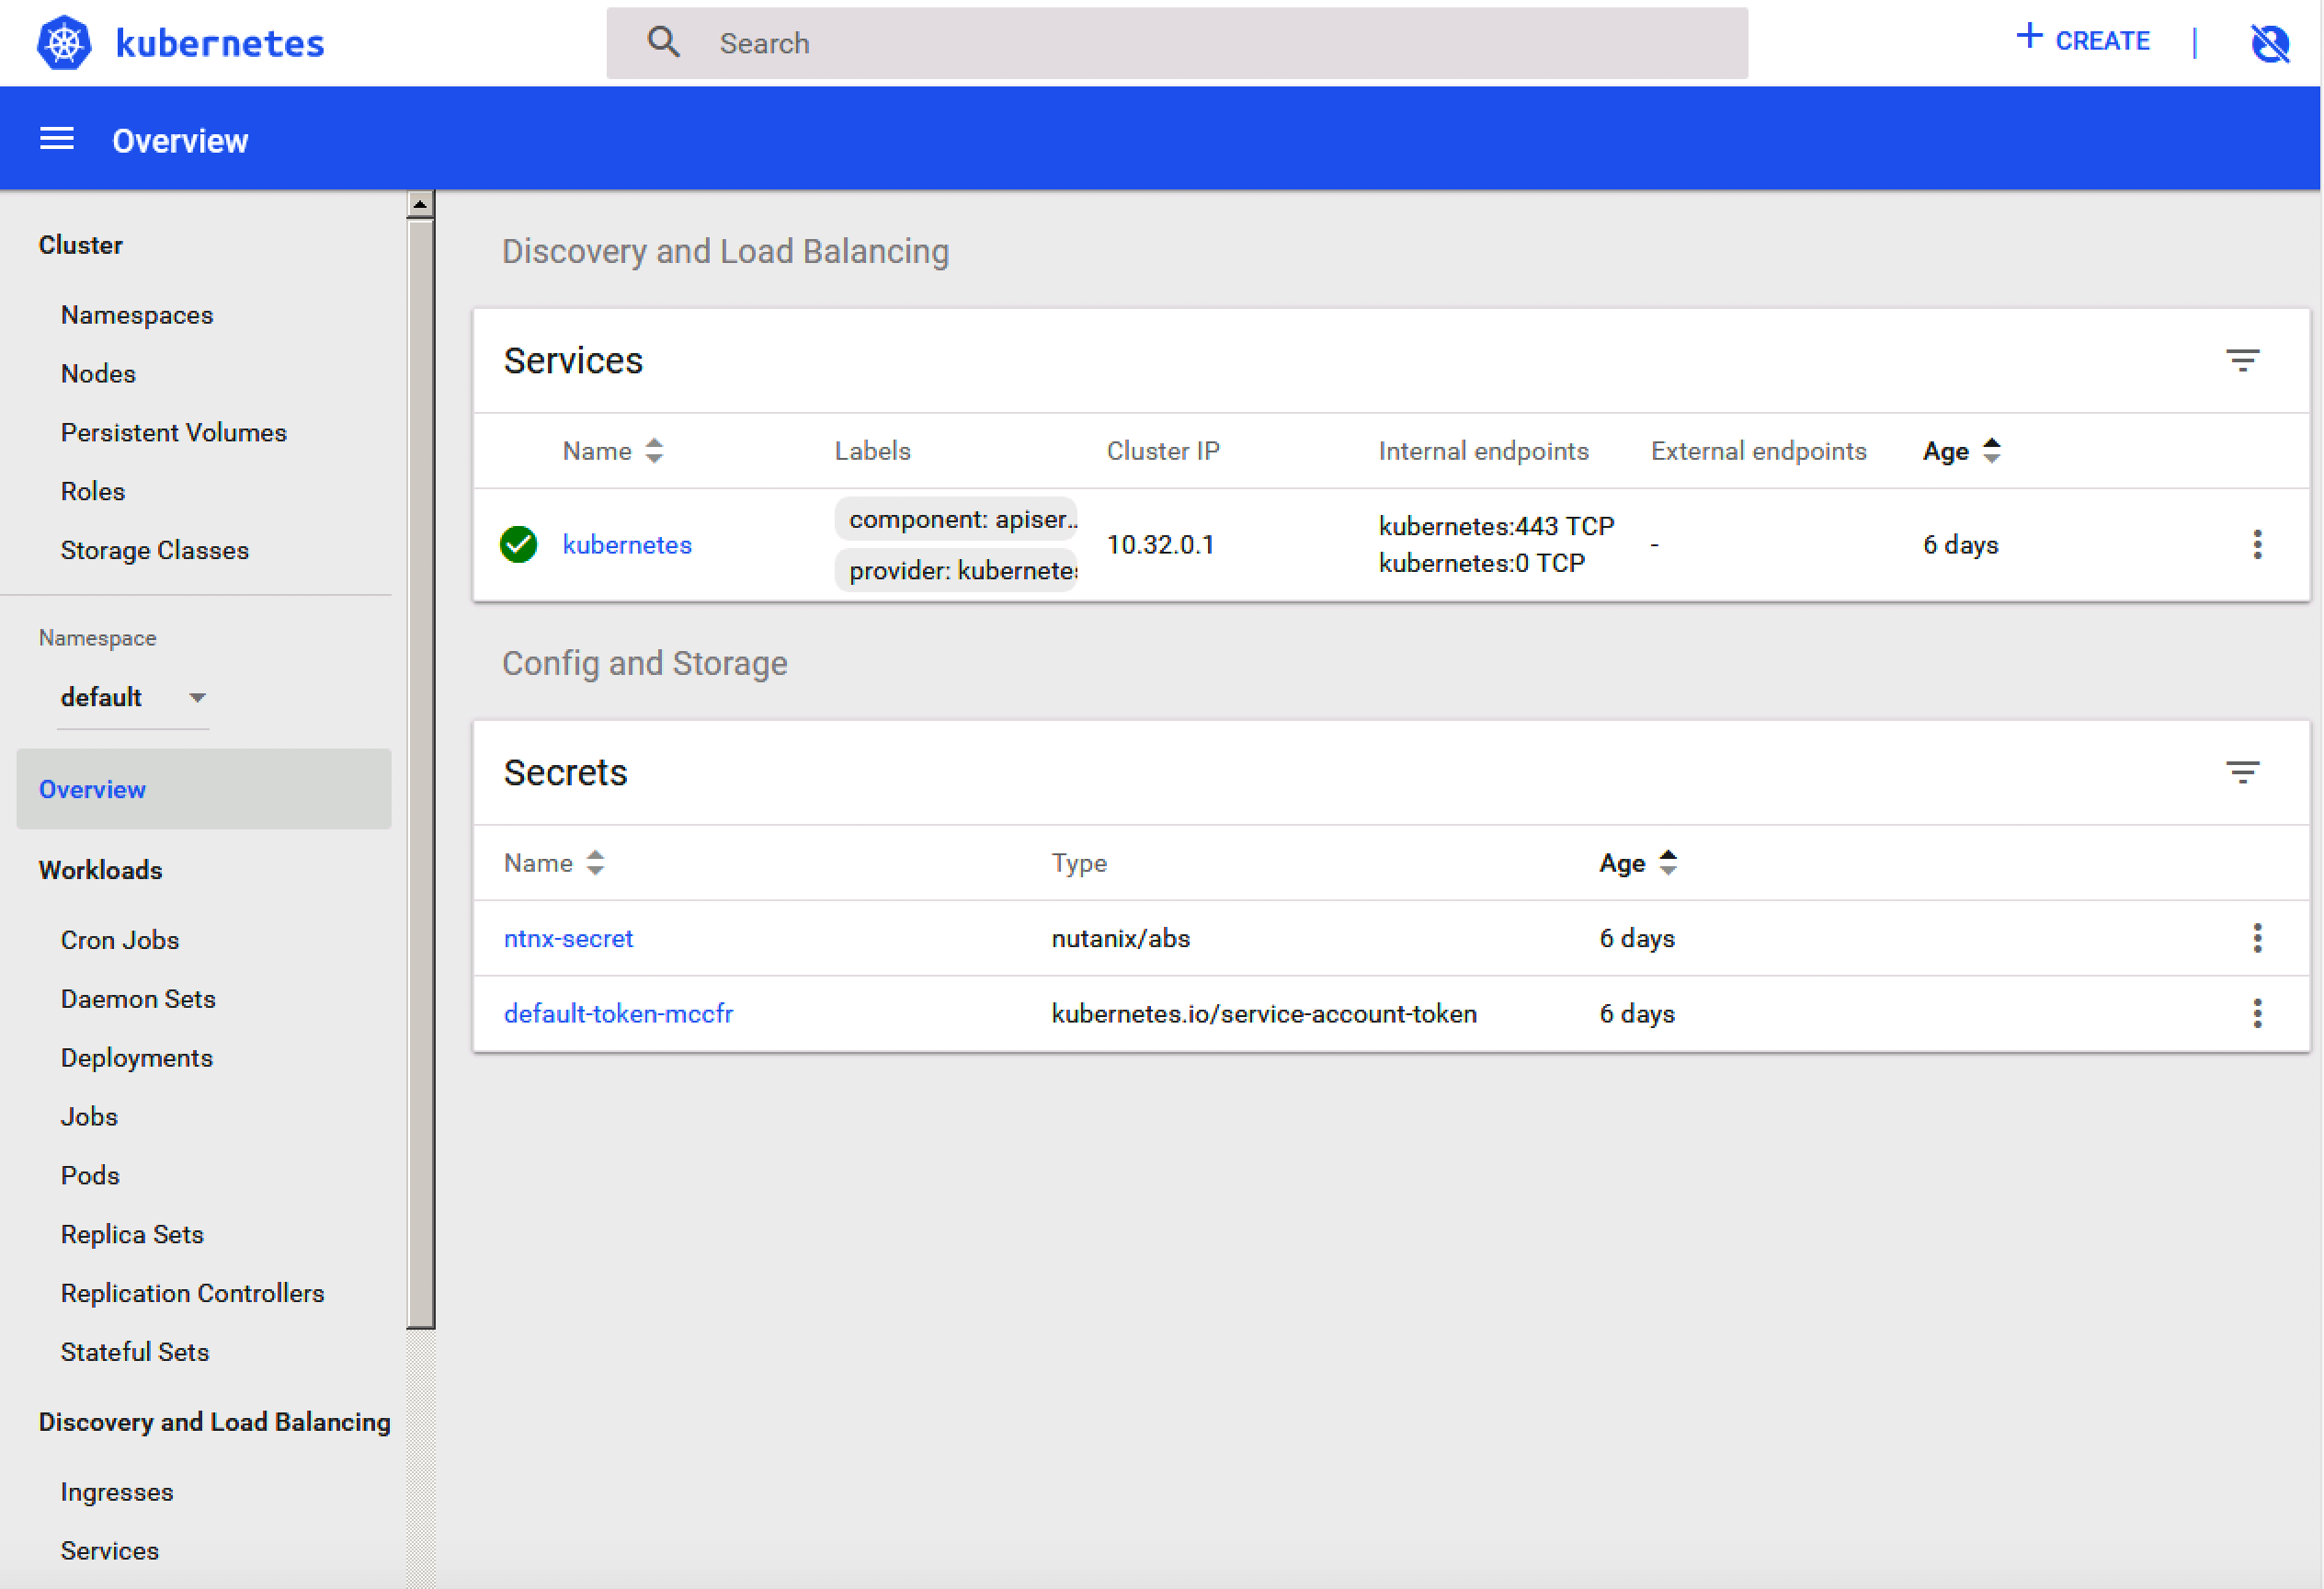 kubernetes
Search
CREATE
Overview
Cluster
Namespaces
Nodes
Persistent Volumes
Roles
Storage Classes
Namespace
default
Overview
Workloads
Cron Jobs
Daemon Sets
Deployments
Jobs
Pods
Replica Sets
Replication Controllers
Stateful Sets
Discovery and Load Balancing
Ingresses
Services
Discovery and Load Balancing
Services
Name Labels Cluster IP Internal endpoints External endpoints Age
kubernetes component: apiser.. 10.32.0.1 kubernetes:443 TCP - 6 days
provider: kubernetes kubernetes:0 TCP
Config and Storage
Secrets
Name Type Age
ntnx-secret nutanix/abs 6 days
default-token-mccfr kubernetes.io/service-account-token 6 days